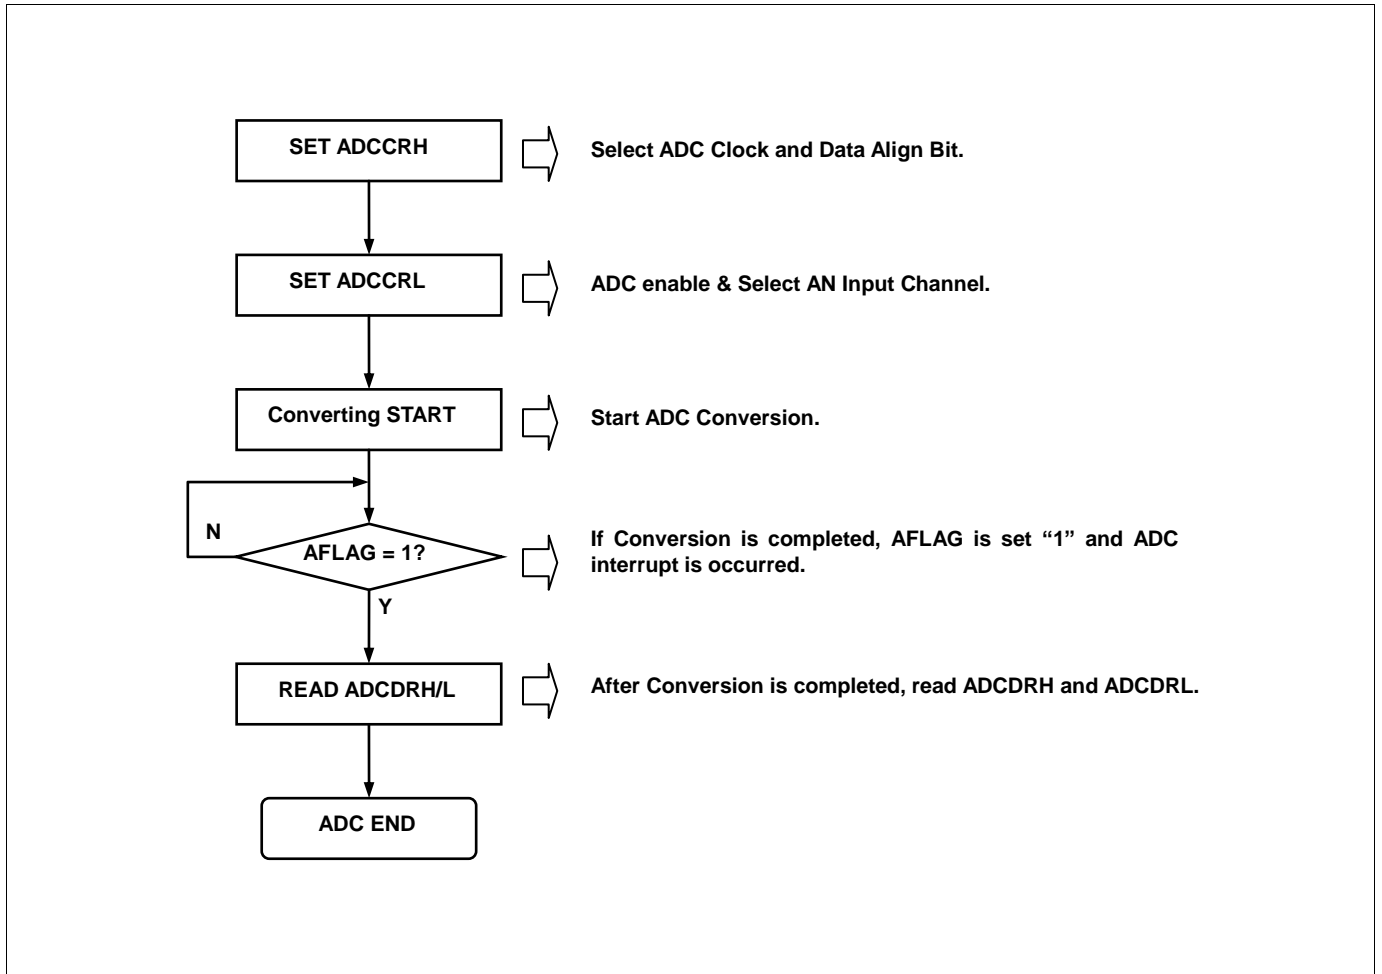 SET ADCCRH
Select ADC Clock and Data Align Bit.
SET ADCCRL
ADC enable & Select AN Input Channel.
Converting START
Start ADC Conversion.
N
AFLAG = 1?
If Conversion is completed, AFLAG is set “1” and ADC
interrupt is occurred.
Y
READ ADCDRH/L
After Conversion is completed, read ADCDRH and ADCDRL.
ADC END